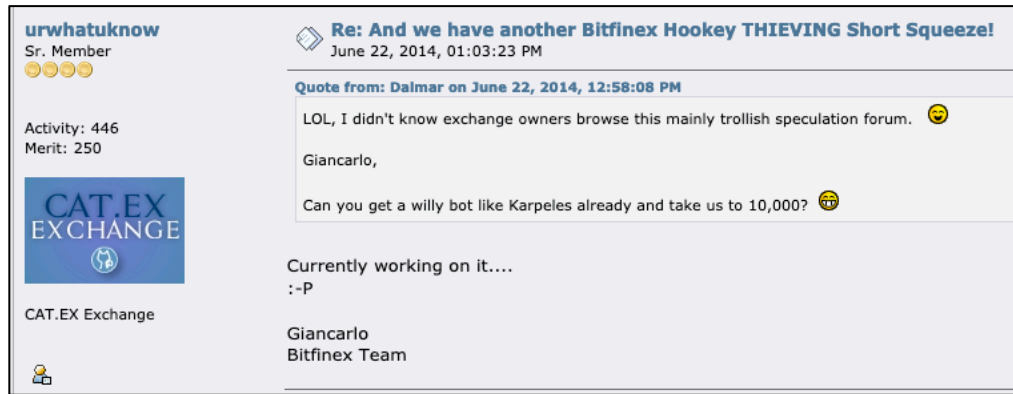 urwhatuknow
Sr. Member
Activity: 446
Merit: 250
CAT.EX
EXCHANGE
CAT.EX Exchange
Re: And we have another Bitfinex Hookey THIEVING Short Squeeze!
June 22, 2014, 01:03:23 PM
Quote from: Dalmar on June 22, 2014, 12:58:08 PM
LOL, I didn't know exchange owners browse this mainly trollish speculation forum.
Giancarlo,
Can you get a willy bot like Karpeles already and take us to 10,000?
Currently working on it....
:-P
Giancarlo
Bitfinex Team